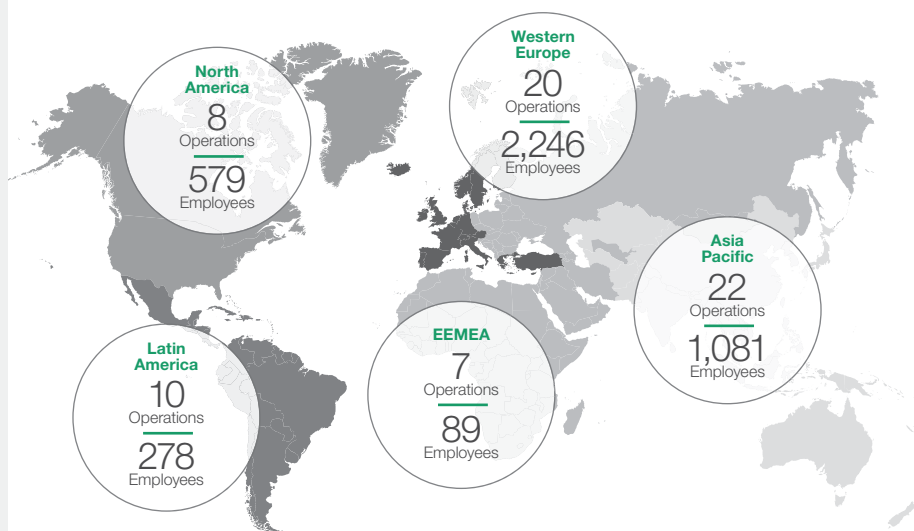 North
America
8
Operations
579
Employees
Western
Europe
20
Operations
2,246
Employees
Asia
Pacific
22
Operations
1,081
Employees
Latin
America
10
Operations
278
Employees
EEMEA
7
Operations
89
Employees